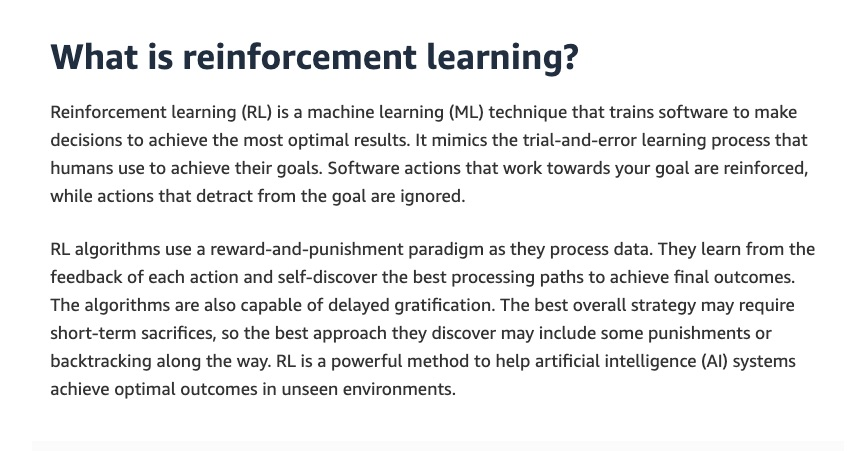 What is reinforcement learning?
Reinforcement learning (RL) is a machine learning (ML) technique that trains software to make
decisions to achieve the most optimal results. It mimics the trial-and-error learning process that
humans use to achieve their goals. Software actions that work towards your goal are reinforced,
while actions that detract from the goal are ignored.
RL algorithms use a reward-and-punishment paradigm as they process data. They learn from the
feedback of each action and self-discover the best processing paths to achieve final outcomes.
The algorithms are also capable of delayed gratification. The best overall strategy may require
short-term sacrifices, so the best approach they discover may include some punishments or
backtracking along the way. RL is a powerful method to help artificial intelligence (AI) systems
achieve optimal outcomes in unseen environments.